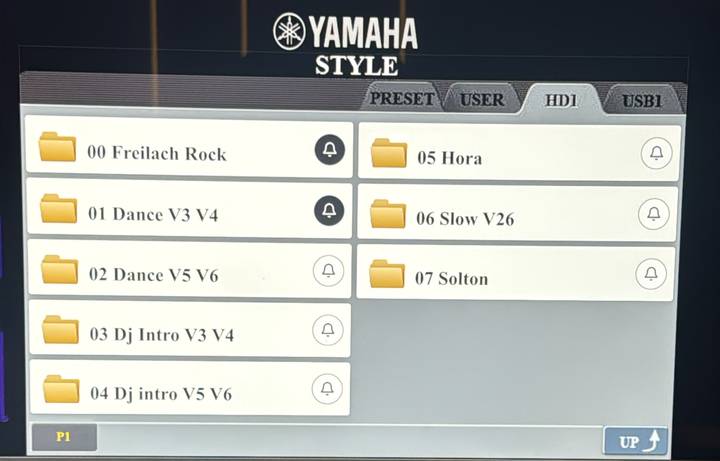 YAMAHA
STYLE
PRESET USER HD1 USB1
00 Freilach Rock
01 Dance V3 V4
02 Dance V5 V6
03 Dj Intro V3 V4
04 Dj intro V5 V6
05 Hora
06 Slow V26
07 Solton
P1
UP